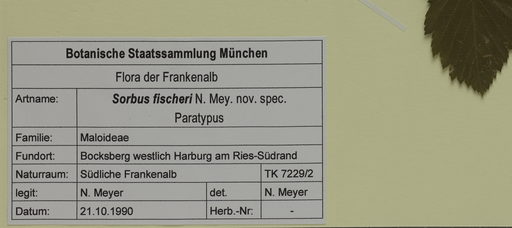 Botanische Staatssammlung München
Flora der Frankenalb
Artname: Sorbus fischeri N. Mey. nov. spec.
Paratypus
Familie: Maloideae
Fundort: Bocksberg westlich Harburg am Ries-Südrand
Naturraum: Südliche Frankenalb TK 7229/2
legit: N. Meyer det. N. Meyer
Datum: 21.10.1990 Herb.-Nr: -